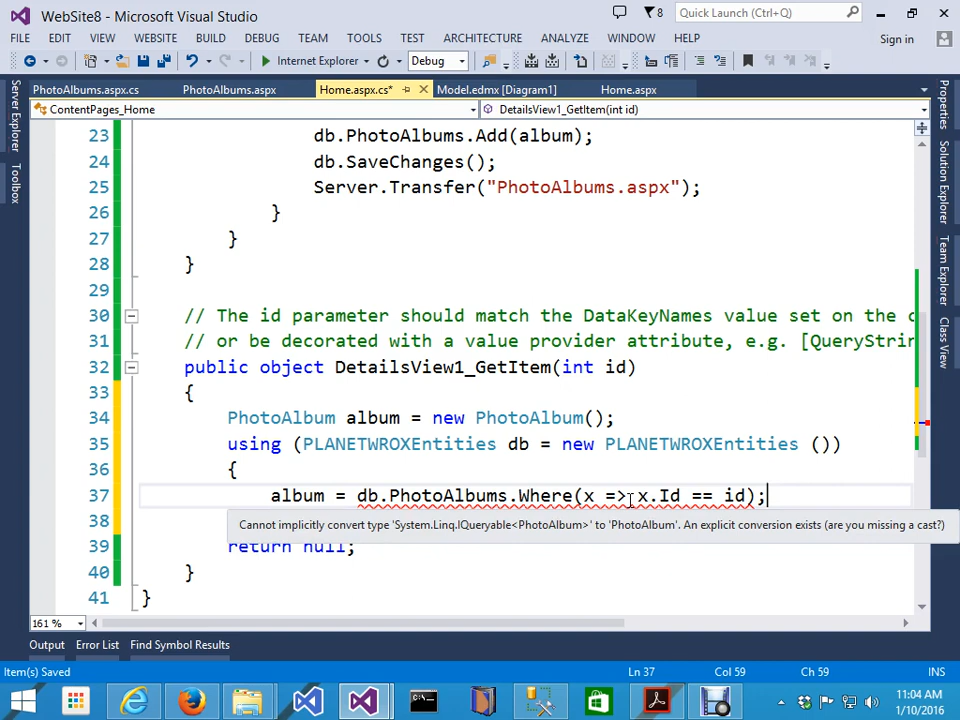 WebSite8 - Microsoft Visual Studio
8
Quick Launch (Ctrl+Q)
FILE EDIT VIEW WEBSITE BUILD DEBUG TEAM TOOLS TEST ARCHITECTURE ANALYZE WINDOW HELP
Sign in
Internet Explorer
Debug
PhotoAlbums.aspx.cs
PhotoAlbums.aspx
Home.aspx.cs*
Model.edmx [Diagram1]
Home.aspx
ContentPages_Home
DetailsView1_GetItem(int id)
Server Explorer
Toolbox
Properties
Solution Explorer
Team Explorer
Class View
23 db.PhotoAlbums.Add(album);
24 db.SaveChanges();
25 Server.Transfer("PhotoAlbums.aspx");
26 }
27 }
28 }
29
30 // The id parameter should match the DataKeyNames value set on the c
31 // or be decorated with a value provider attribute, e.g. [QueryStrin
32 public object DetailsView1_GetItem(int id)
33 {
34 PhotoAlbum album = new PhotoAlbum();
35 using (PLANETWROXEntities db = new PLANETWROXEntities ())
36 {
37 album = db.PhotoAlbums.Where(x => x.Id == id);
38
Cannot implicitly convert type 'System.Linq.IQueryable<PhotoAlbum>' to 'PhotoAlbum'. An explicit conversion exists (are you missing a cast?)
39 return null;
40 }
41 }
161 %
Output
Error List
Find Symbol Results
Item(s) Saved
Ln 37
Col 59
Ch 59
INS
11:04 AM
1/10/2016